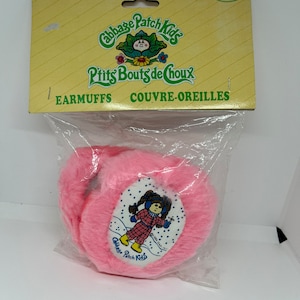 Cabbage Patch Kids
P'tits Bouts de Choux
EARMUFFS COUVRE-OREILLES
Cabbage Patch Kids